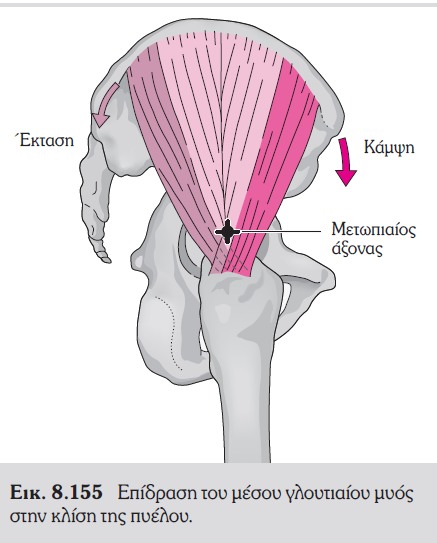 Έκταση
Κάμψη
Μετωπιαίος
άξονας
Εικ. 8.155 Επίδραση του μέσου γλουτιαίου μυός
στην κλίση της πυέλου.